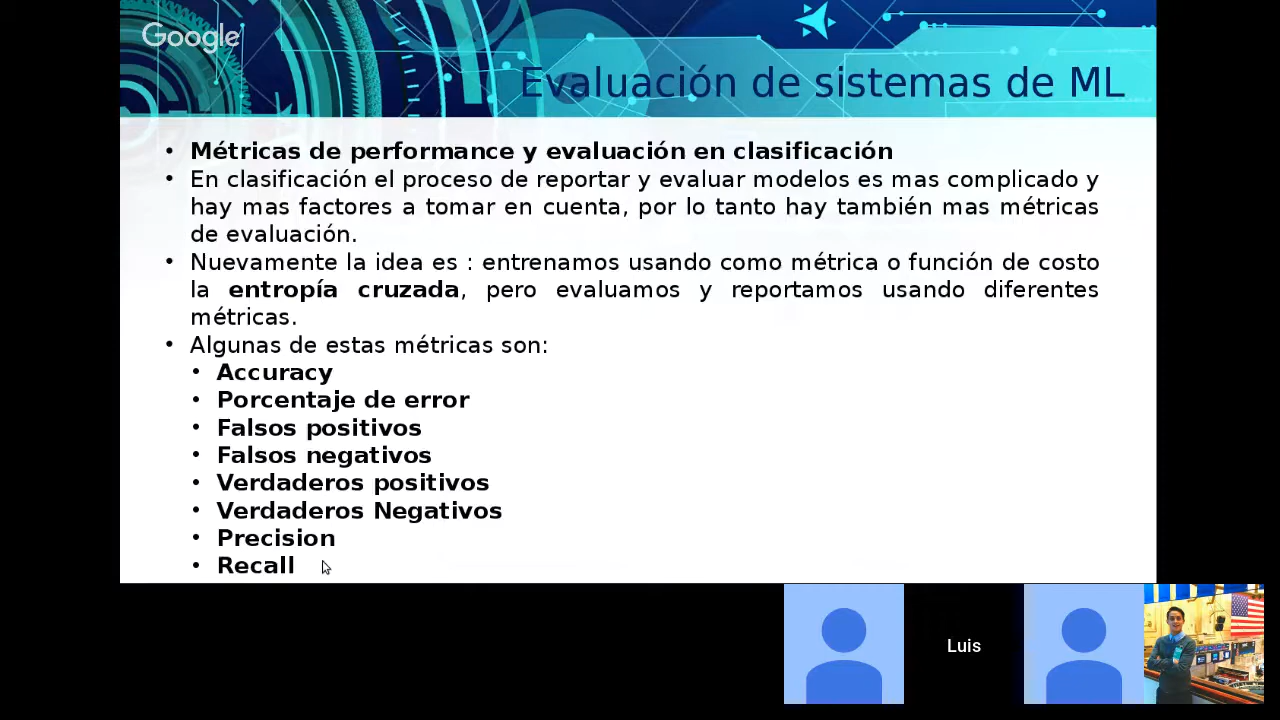 Google
Evaluación de sistemas de ML
• Métricas de performance y evaluación en clasificación
• En clasificación el proceso de reportar y evaluar modelos es mas complicado y
hay mas factores a tomar en cuenta, por lo tanto hay también mas métricas
de evaluación.
• Nuevamente la idea es : entrenamos usando como métrica o función de costo
la entropía cruzada, pero evaluamos y reportamos usando diferentes
métricas.
• Algunas de estas métricas son:
• Accuracy
• Porcentaje de error
• Falsos positivos
• Falsos negativos
• Verdaderos positivos
• Verdaderos Negativos
• Precision
• Recall
Luis